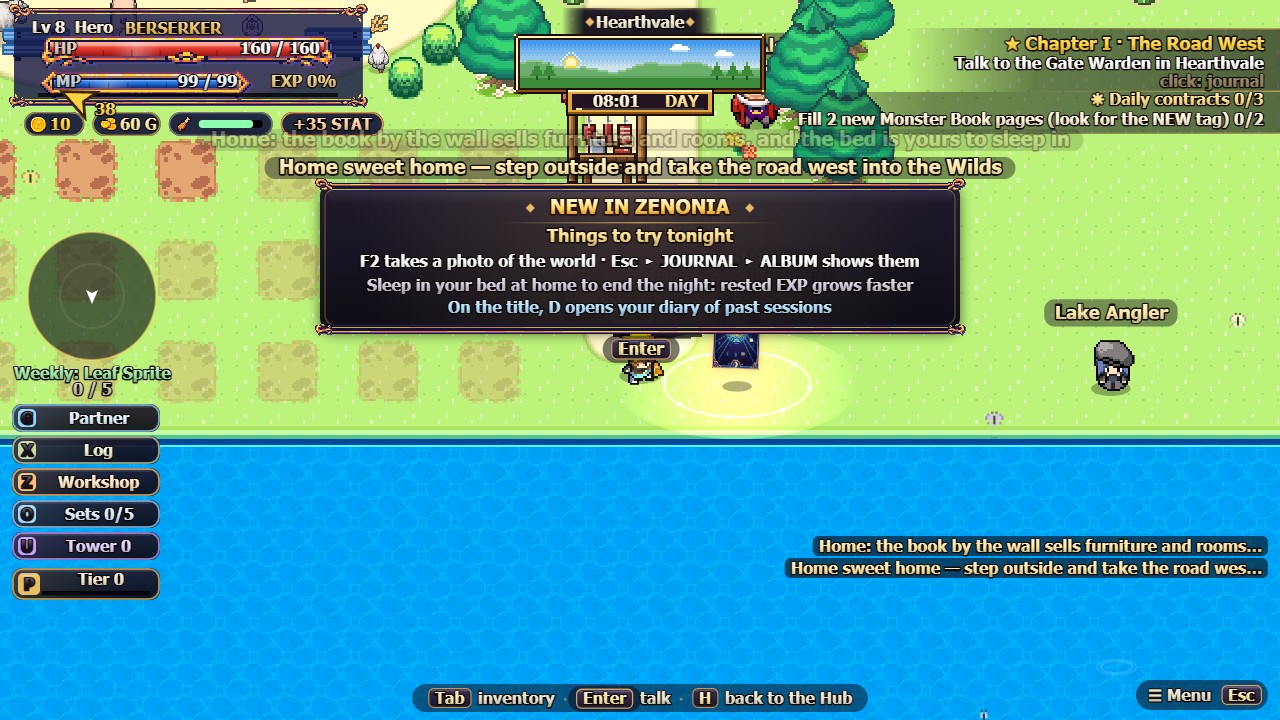 Lv 8 Hero BERSERKER
HP 160 / 160
MP 99 / 99 EXP 0%
38
10
60 G
+35 STAT
Hearthvale
08:01 DAY
★ Chapter I · The Road West
Talk to the Gate Warden in Hearthvale
click: journal
Daily contracts 0/3
Fill 2 new Monster Book pages (look for the NEW tag) 0/2
Home: the book by the wall sells furniture and rooms, and the bed is yours to sleep in
Home sweet home — step outside and take the road west into the Wilds
NEW IN ZENONIA
Things to try tonight
F2 takes a photo of the world · Esc ▸ JOURNAL ▸ ALBUM shows them
Sleep in your bed at home to end the night: rested EXP grows faster
On the title, D opens your diary of past sessions
Enter
Lake Angler
Weekly: Leaf Sprite
0 / 5
Partner
X Log
Z Workshop
Sets 0/5
U Tower 0
P Tier 0
Home: the book by the wall sells furniture and rooms...
Home sweet home — step outside and take the road wes...
Tab inventory · Enter talk · H back to the Hub
☰ Menu Esc